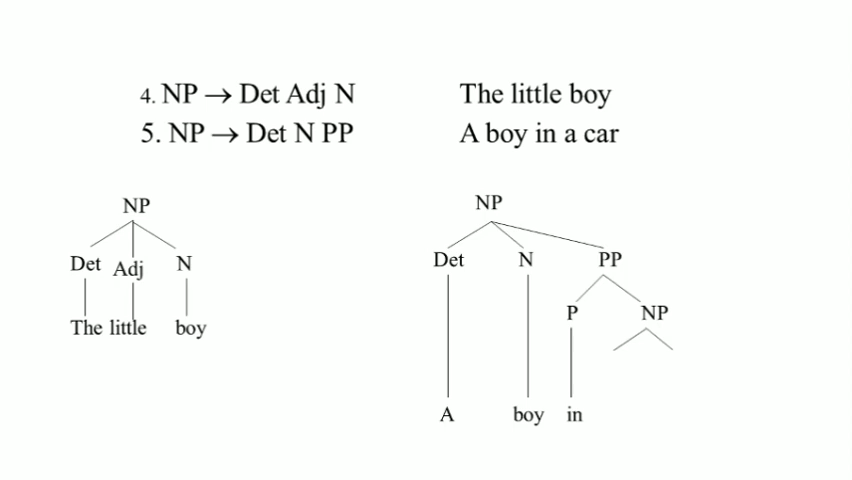 4. NP → Det Adj N The little boy
5. NP → Det N PP A boy in a car
NP
Det Adj N
The little boy
NP
Det N PP
P NP
A boy in